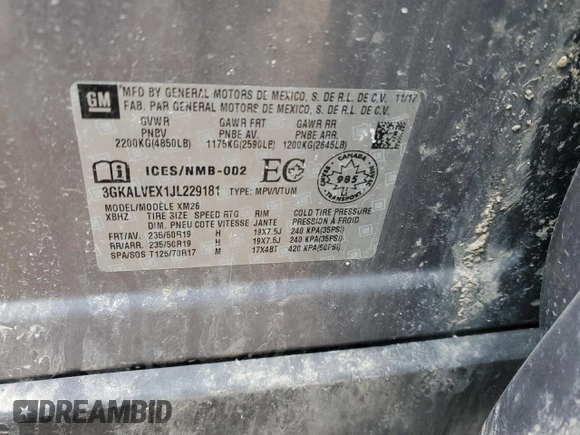 GM
MFD BY GENERAL MOTORS DE MEXICO, S. DE R.L. DE C.V. 11/17
FAB. PAR GENERAL MOTORS DE MEXICO, S. DE R.L. DE C.V.
GVWR GAWR FRT GAWR RR
PNBV PNBE AV. PNBE ARR.
2200KG(4850LB) 1175KG(2590LB) 1200KG(2645LB)
ICES/NMB-002 EC CANADA 985 TRANSPORT
3GKALVEX1JL229181 TYPE: MPV/VTUM
MODEL/MODÈLE XM26
XBHZ TIRE SIZE SPEED RTG RIM COLD TIRE PRESSURE
DIM. PNEU COTE VITESSE JANTE PRESSION À FROID
FRT/AV. 235/50R19 H 19X7.5J 240 KPA(35PSI)
RR/ARR. 235/50R19 H 19X7.5J 240 KPA(35PSI)
SPA/SOS T125/70R17 M 17X4BT 420 KPA(60PSI)
DREAMBID